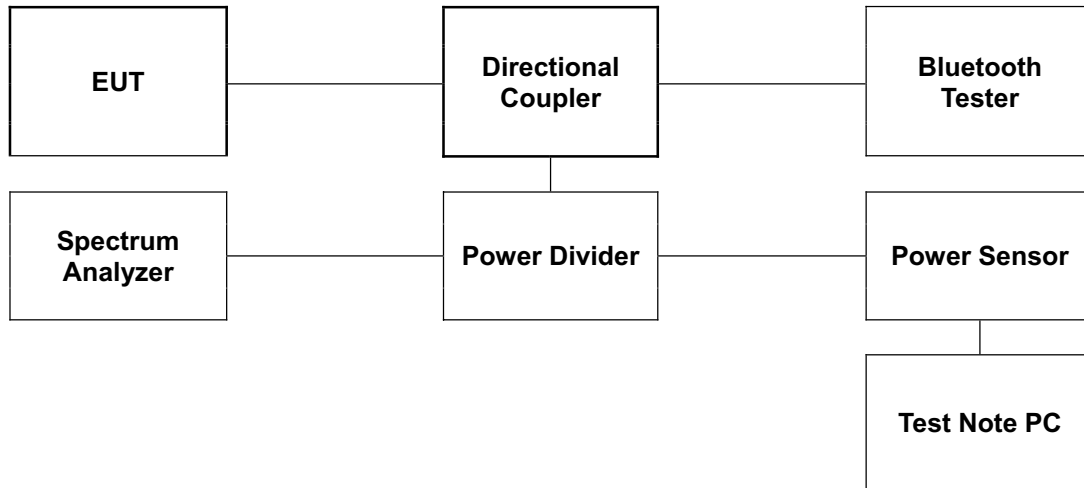 EUT
Directional
Coupler
Bluetooth
Tester
Spectrum
Analyzer
Power Divider
Power Sensor
Test Note PC